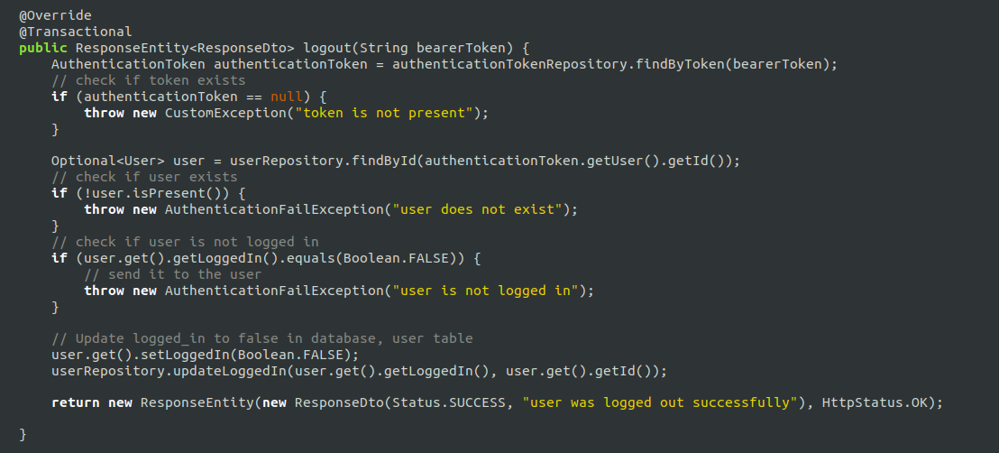 @Override
@Transactional
public ResponseEntity<ResponseDto> logout(String bearerToken) {
    AuthenticationToken authenticationToken = authenticationTokenRepository.findByToken(bearerToken);
    // check if token exists
    if (authenticationToken == null) {
        throw new CustomException("token is not present");
    }

    Optional<User> user = userRepository.findById(authenticationToken.getUser().getId());
    // check if user exists
    if (!user.isPresent()) {
        throw new AuthenticationFailException("user does not exist");
    }
    // check if user is not logged in
    if (user.get().getLoggedIn().equals(Boolean.FALSE)) {
        // send it to the user
        throw new AuthenticationFailException("user is not logged in");
    }

    // Update logged_in to false in database, user table
    user.get().setLoggedIn(Boolean.FALSE);
    userRepository.updateLoggedIn(user.get().getLoggedIn(), user.get().getId());

    return new ResponseEntity(new ResponseDto(Status.SUCCESS, "user was logged out successfully"), HttpStatus.OK);

}